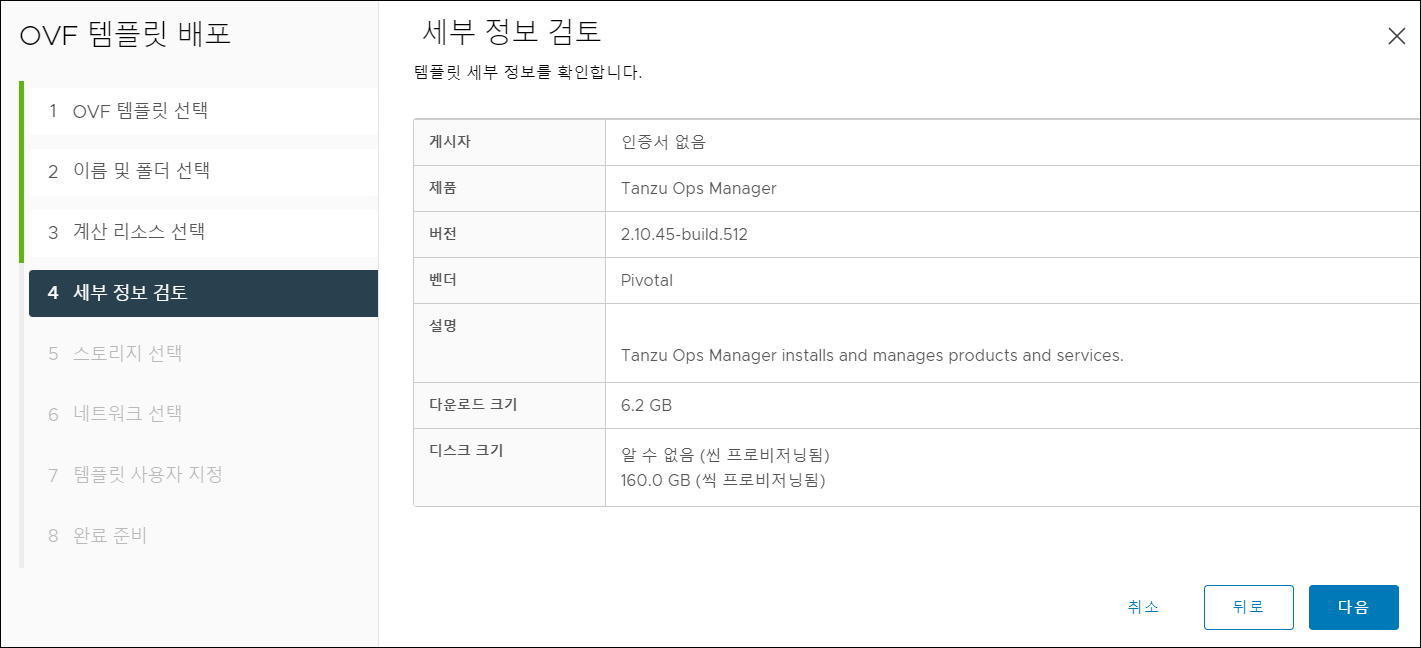 OVF 템플릿 배포
1 OVF 템플릿 선택
2 이름 및 폴더 선택
3 계산 리소스 선택
4 세부 정보 검토
5 스토리지 선택
6 네트워크 선택
7 템플릿 사용자 지정
8 완료 준비
세부 정보 검토
템플릿 세부 정보를 확인합니다.
게시자 인증서 없음
제품 Tanzu Ops Manager
버전 2.10.45-build.512
벤더 Pivotal
설명
Tanzu Ops Manager installs and manages products and services.
다운로드 크기 6.2 GB
디스크 크기 알 수 없음 (씬 프로비저닝됨)
160.0 GB (씩 프로비저닝됨)
취소 뒤로 다음